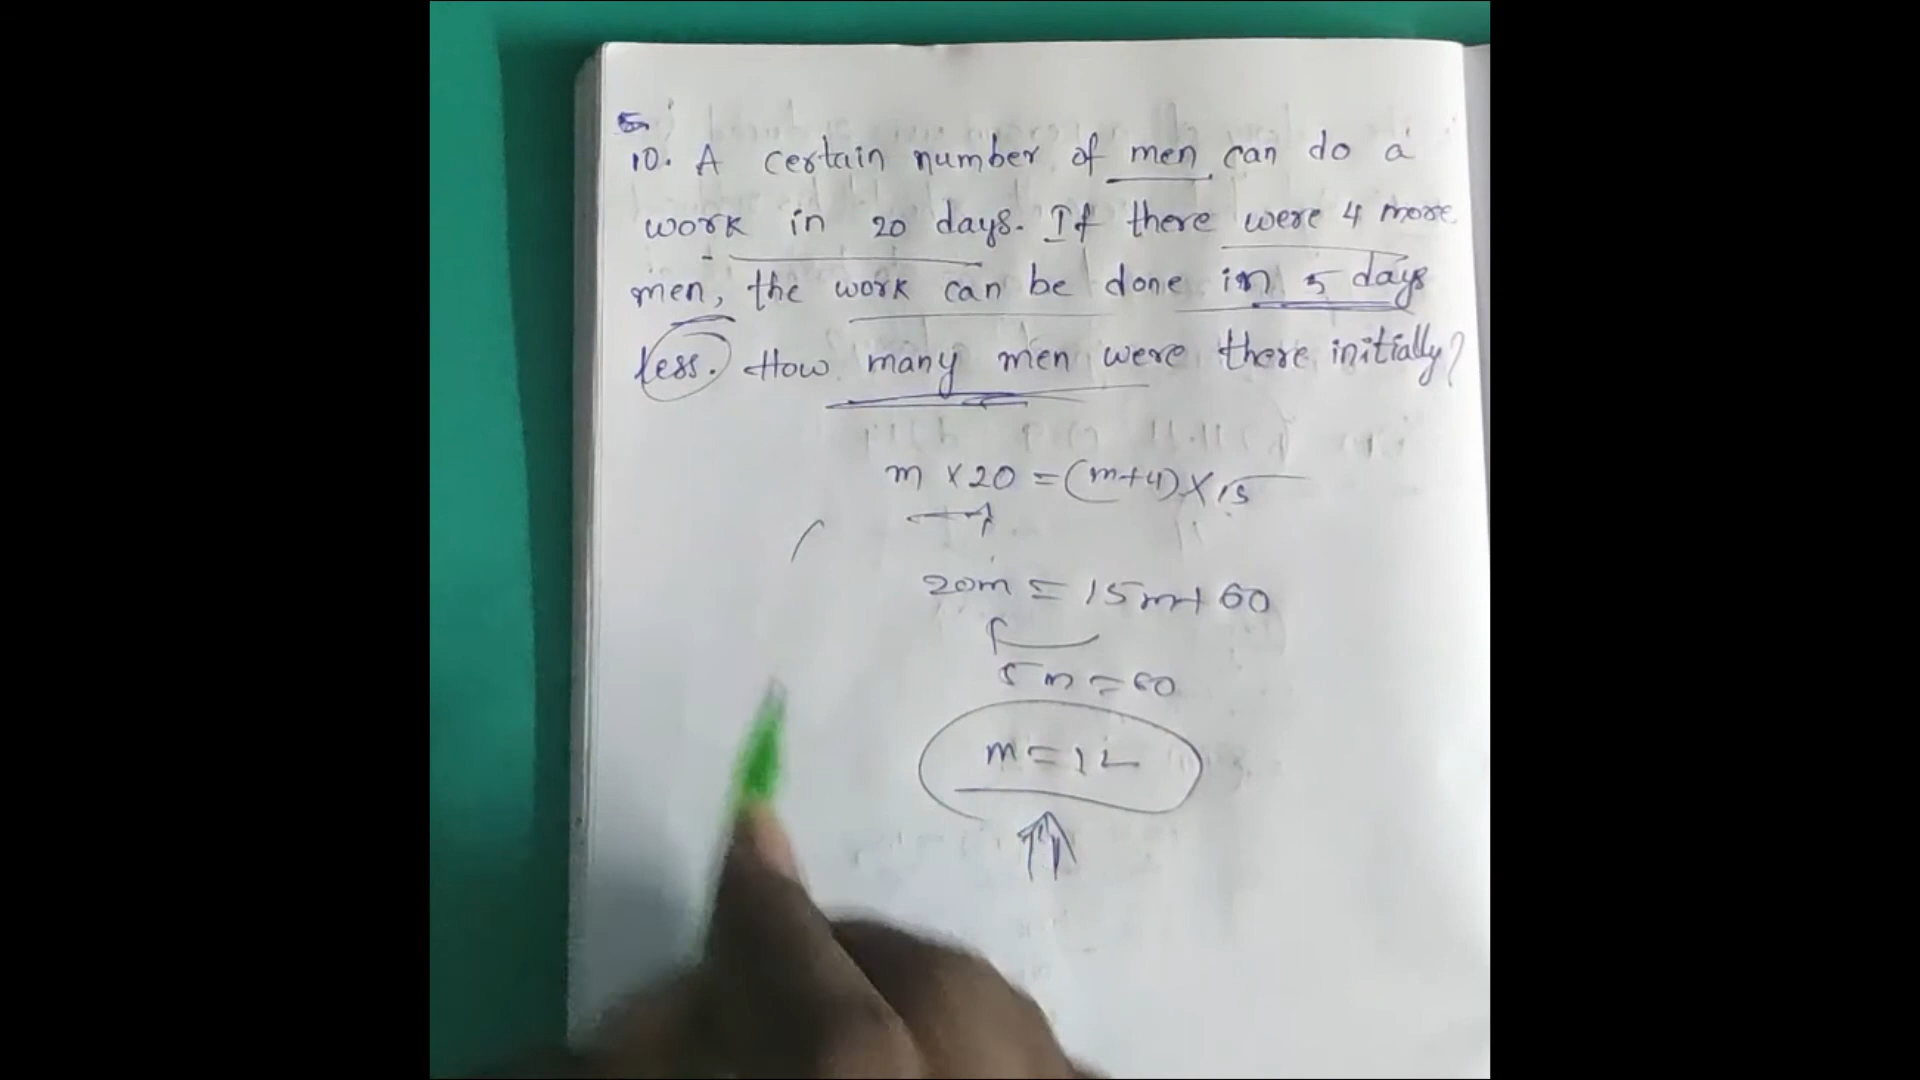 10. A certain number of men can do a
work in 20 days. If there were 4 more
men, the work can be done in 5 days
less. How many men were there initially?
m × 20 = (m+4) × 15
20m = 15m + 60
5m = 60
m = 12